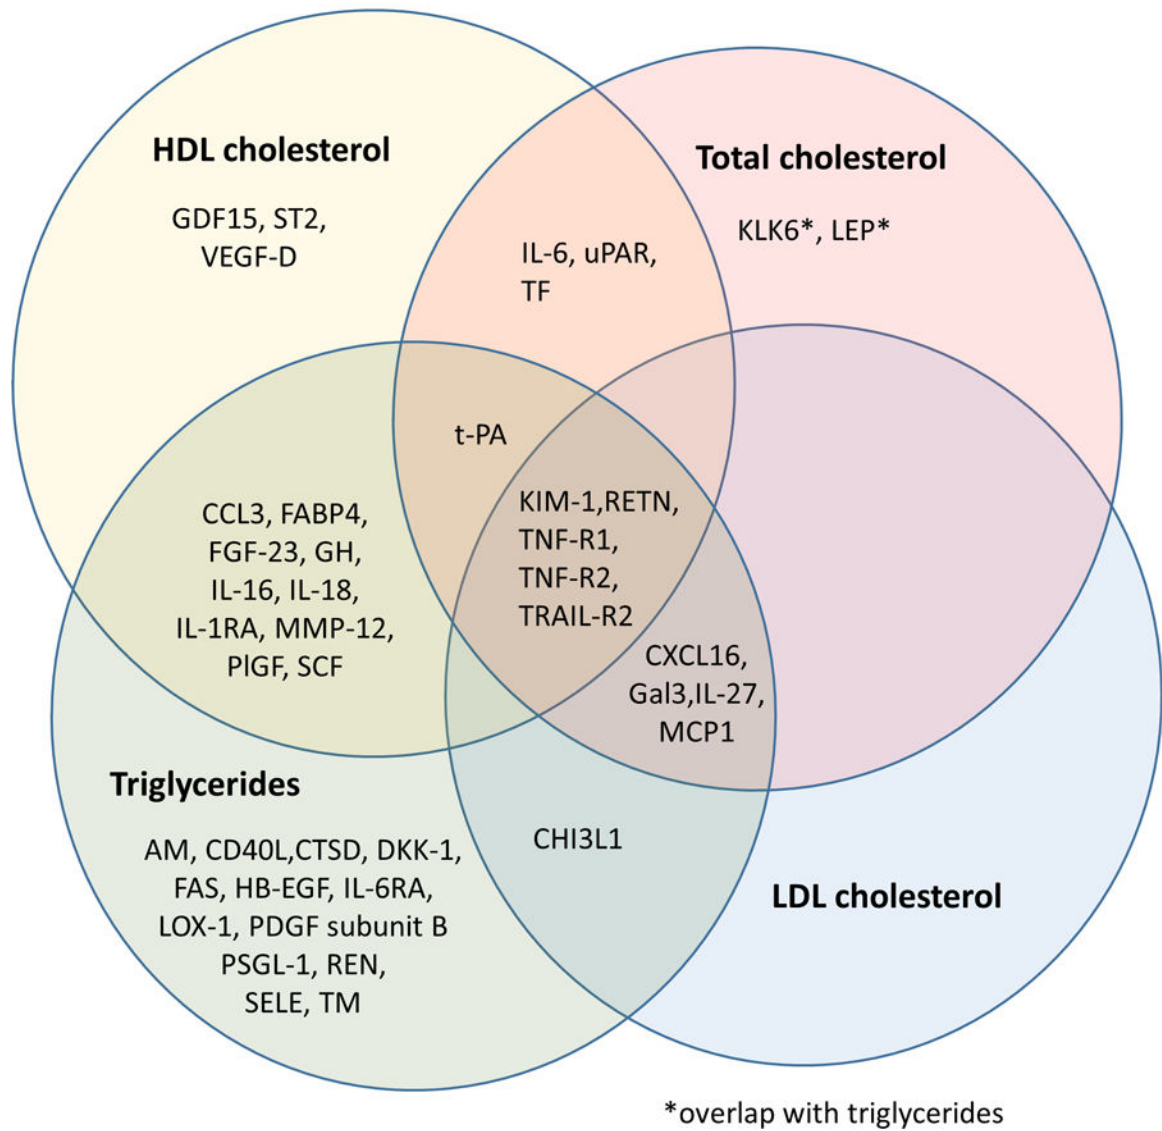 HDL cholesterol
GDF15, ST2,
VEGF-D
Total cholesterol
KLK6*, LEP*
IL-6, uPAR,
TF
t-PA
CCL3, FABP4,
FGF-23, GH,
IL-16, IL-18,
IL-1RA, MMP-12,
PlGF, SCF
KIM-1,RETN,
TNF-R1,
TNF-R2,
TRAIL-R2
CXCL16,
Gal3,IL-27,
MCP1
Triglycerides
AM, CD40L,CTSD, DKK-1,
FAS, HB-EGF, IL-6RA,
LOX-1, PDGF subunit B
PSGL-1, REN,
SELE, TM
CHI3L1
LDL cholesterol
*overlap with triglycerides